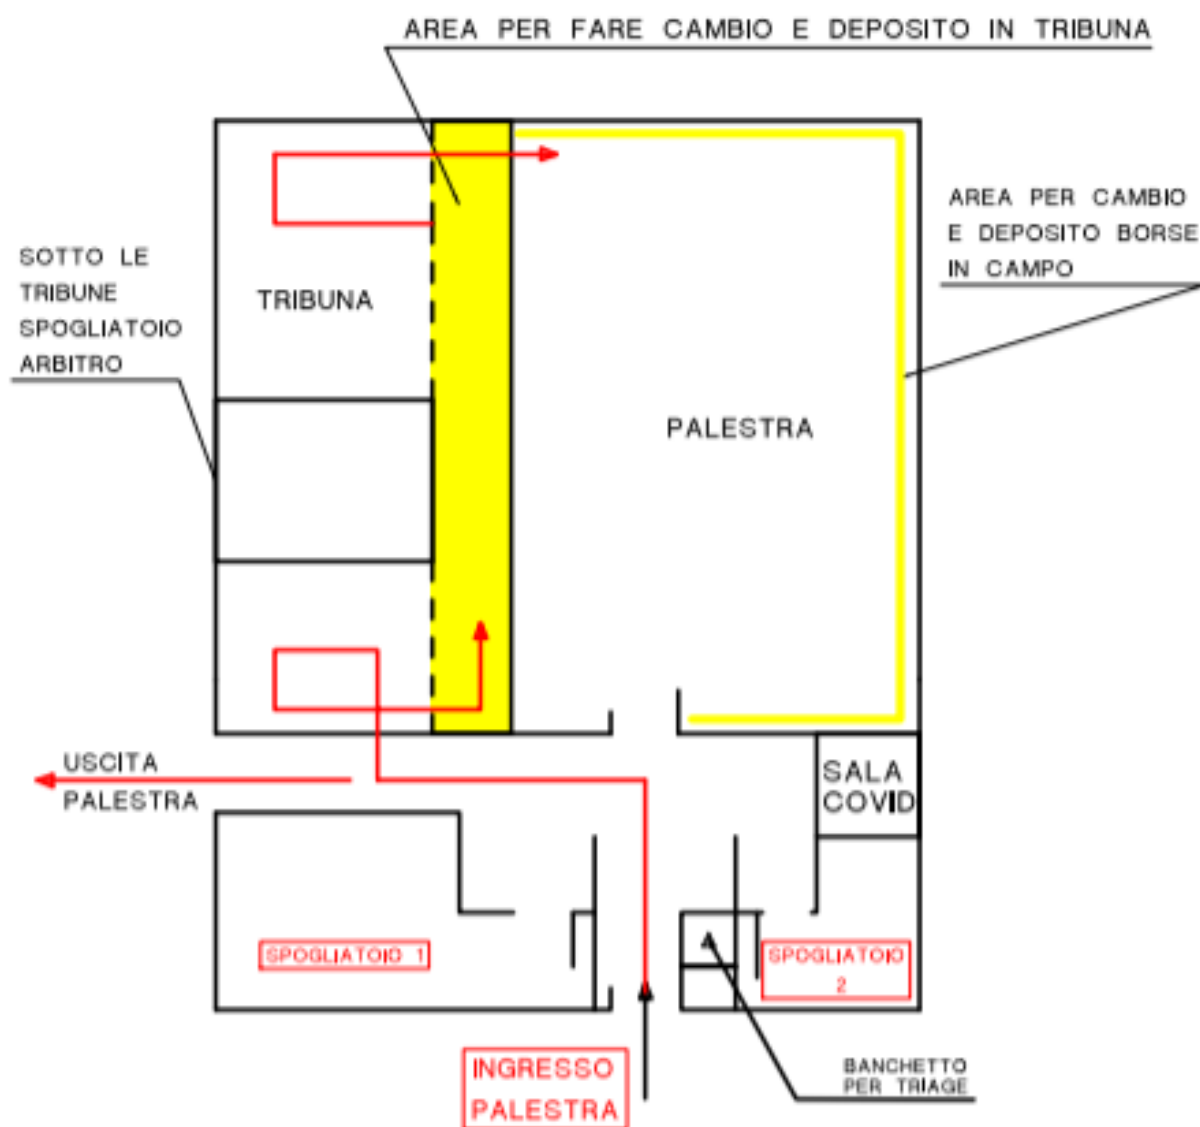 AREA PER FARE CAMBIO E DEPOSITO IN TRIBUNA
AREA PER CAMBIO
E DEPOSITO BORSE
IN CAMPO
SOTTO LE
TRIBUNE
SPOGLIATOIO
ARBITRO
TRIBUNA
PALESTRA
USCITA
PALESTRA
SALA
COVID
SPOGLIATOIO 1
SPOGLIATOIO
2
INGRESSO
PALESTRA
BANCHETTO
PER TRIAGE